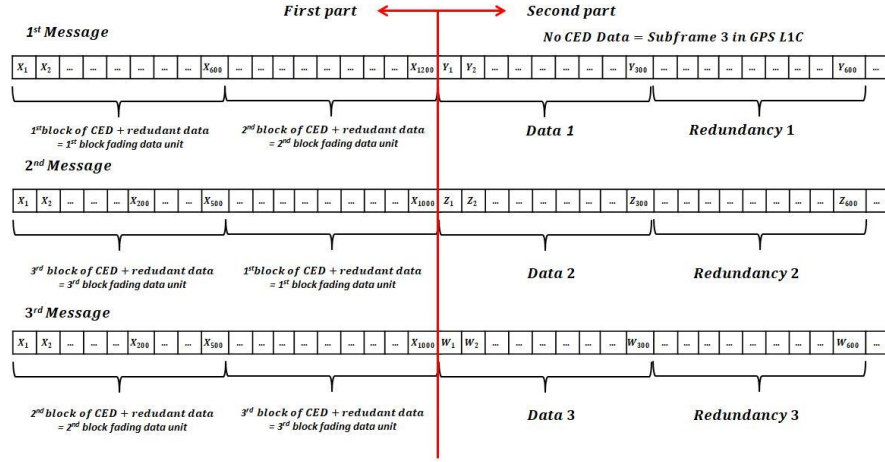 First part Second part
1st Message No CED Data = Subframe 3 in GPS L1C
X1 X2 ... ... ... ... ... ... X600 ... ... ... ... ... ... ... ... X1200 Y1 Y2 ... ... ... ... ... ... Y300 ... ... ... ... ... ... ... ... Y600 ...
1st block of CED + redudant data 2nd block of CED + redudant data Data 1 Redundancy 1
= 1st block fading data unit = 2nd block fading data unit
2nd Message
X1 X2 ... ... ... X200 ... ... X500 ... ... ... ... ... ... ... ... X1000 Z1 Z2 ... ... ... ... ... ... Z300 ... ... ... ... ... ... ... ... Z600 ...
3rd block of CED + redudant data 1st block of CED + redudant data Data 2 Redundancy 2
= 3rd block fading data unit = 1st block fading data unit
3rd Message
X1 X2 ... ... ... X200 ... ... X500 ... ... ... ... ... ... ... ... X1000 W1 W2 ... ... ... ... ... ... W300 ... ... ... ... ... ... ... ... W600 ...
2nd block of CED + redudant data 3rd block of CED + redudant data Data 3 Redundancy 3
= 2nd block fading data unit = 3rd block fading data unit